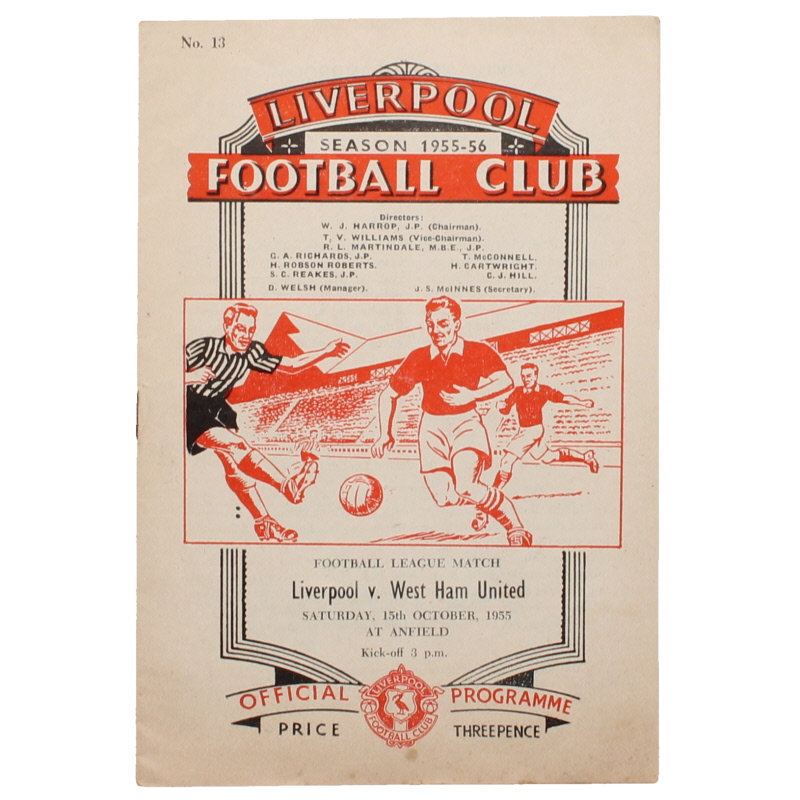 No. 13
LIVERPOOL
SEASON 1955-56
FOOTBALL CLUB
Directors:
W. J. HARROP, J.P. (Chairman).
T. V. WILLIAMS (Vice-Chairman).
R. L. MARTINDALE, M.B.E., J.P.
G. A. RICHARDS, J.P. T. McCONNELL.
H. ROBSON ROBERTS. H. CARTWRIGHT.
S. C. REAKES, J.P. C. J. HILL.
D. WELSH (Manager). J. S. McINNES (Secretary).
FOOTBALL LEAGUE MATCH
Liverpool v. West Ham United
SATURDAY, 15th OCTOBER, 1955
AT ANFIELD
Kick-off 3 p.m.
OFFICIAL PROGRAMME
LIVERPOOL
FOOTBALL CLUB
PRICE THREEPENCE